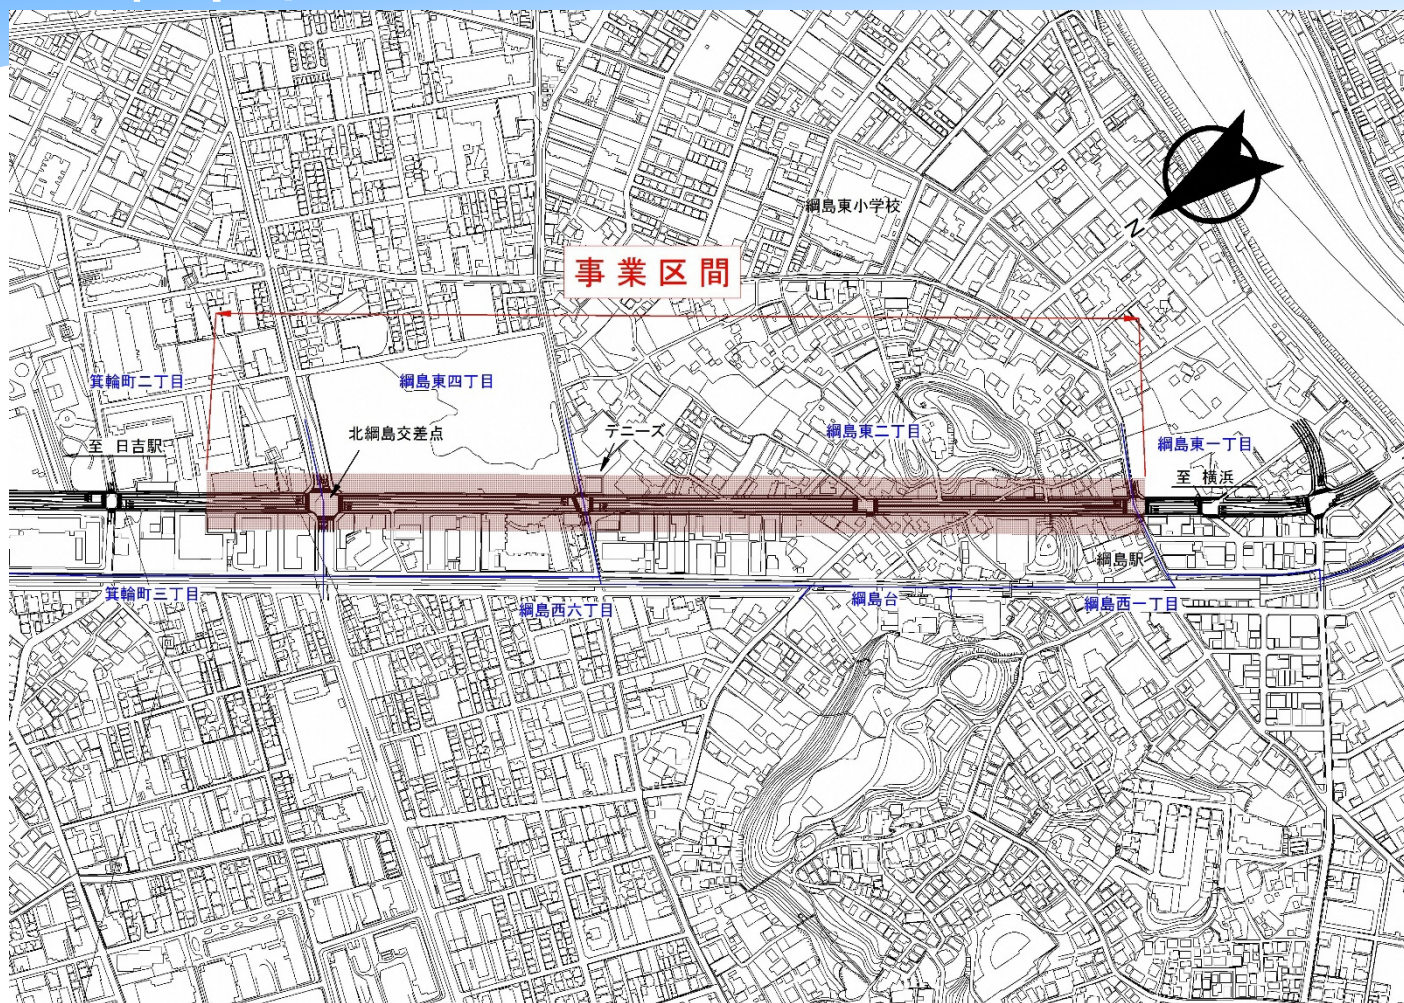 綱島東小学校
N
事業区間
箕輪町二丁目
綱島東四丁目
北綱島交差点
デニーズ
綱島東二丁目
綱島東一丁目
至 日吉駅
至 横浜
綱島駅
箕輪町三丁目
綱島西六丁目
綱島台
綱島西一丁目